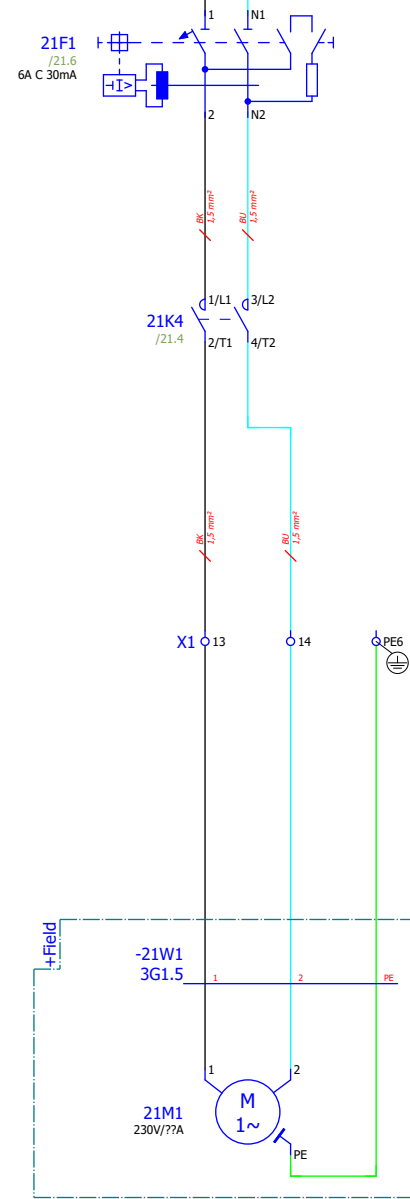 1
N1
21F1
/21.6
6A C 30mA
I>
2
N2
BK
1,5 mm²
BU
1,5 mm²
1/L1
3/L2
21K4
/21.4
2/T1
4/T2
BK
1,5 mm²
BU
1,5 mm²
X1
13
14
PE6
+Field
-21W1
3G1.5
1
2
PE
1
2
21M1
230V/??A
M
1~
PE